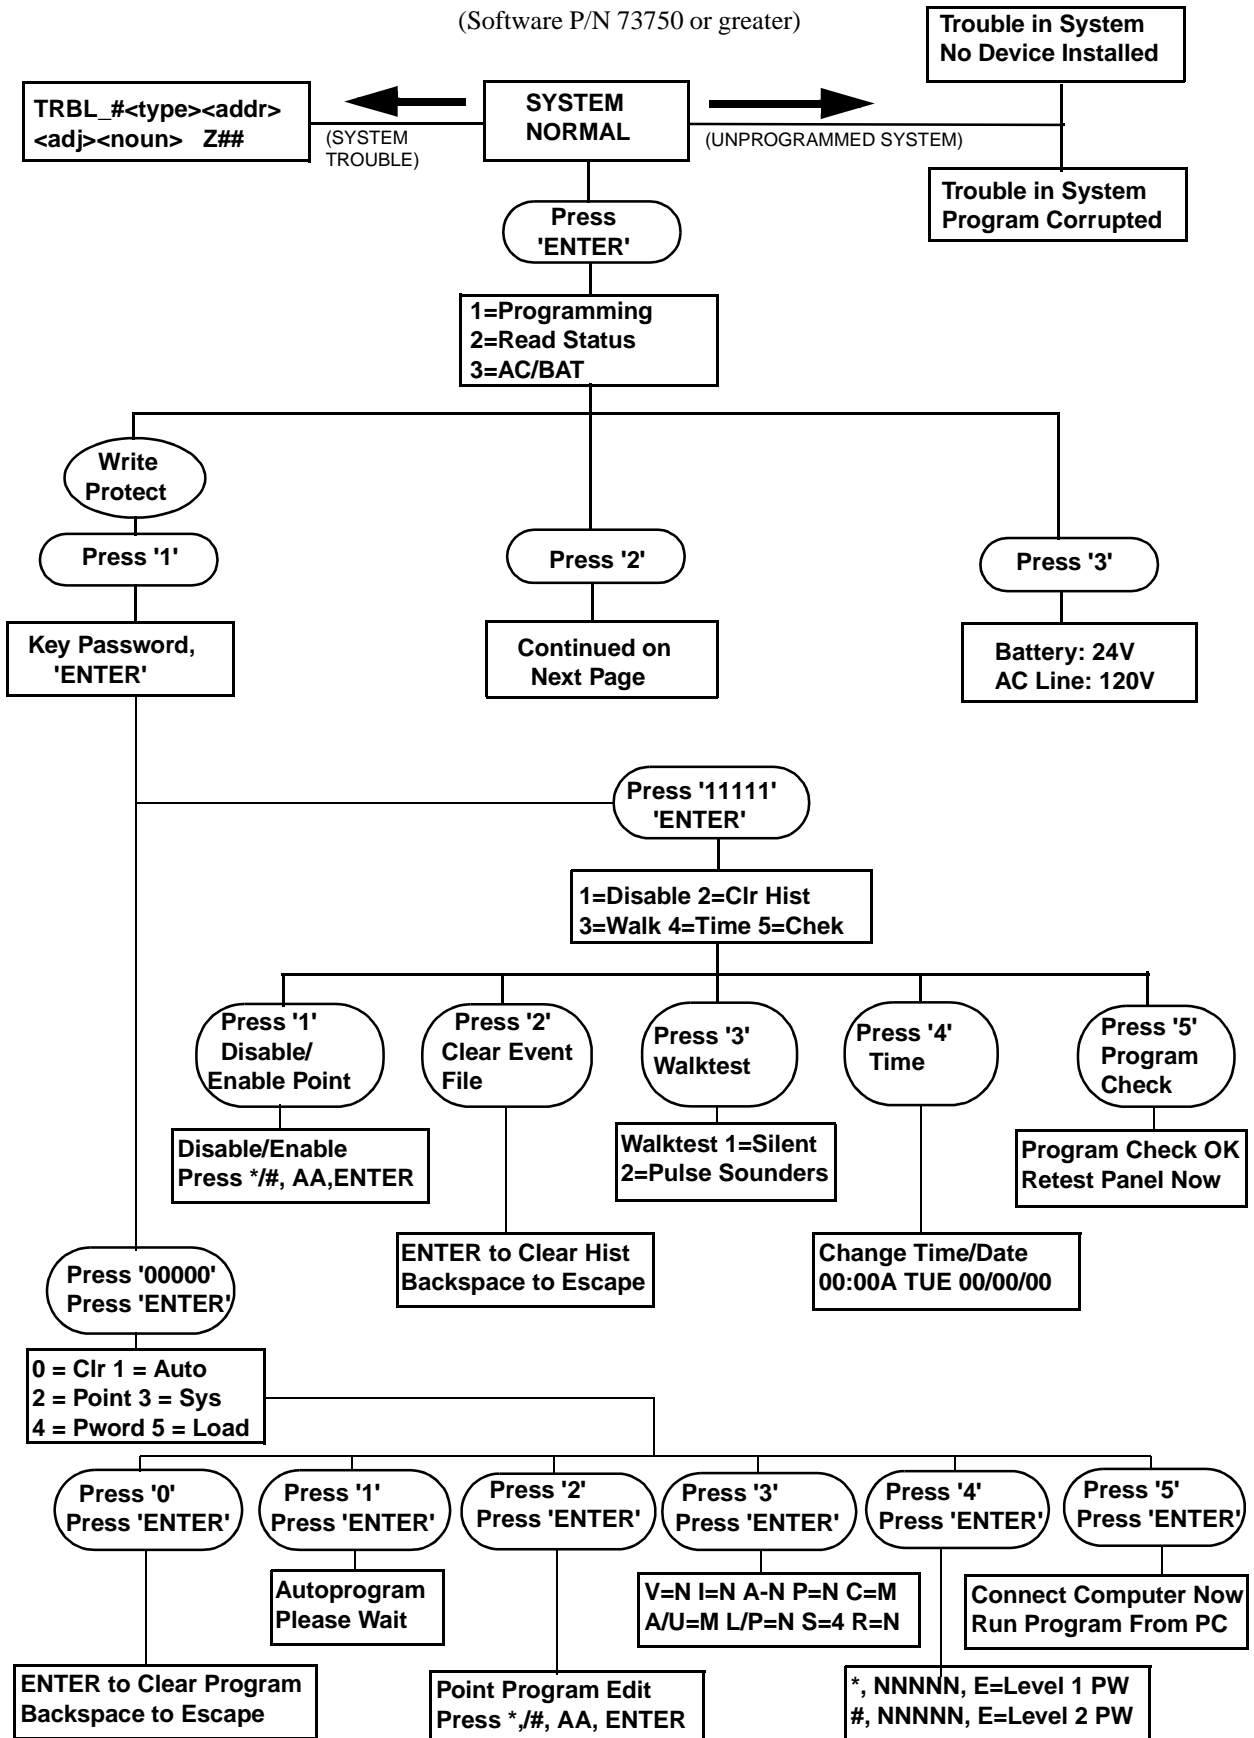 (Software P/N 73750 or greater)
Trouble in System
No Device Installed
TRBL_#<type><addr>
<adj><noun> Z##
SYSTEM
NORMAL
(SYSTEM
TROUBLE)
(UNPROGRAMMED SYSTEM)
Trouble in System
Program Corrupted
Press
'ENTER'
1=Programming
2=Read Status
3=AC/BAT
Write
Protect
Press '1'
Press '2'
Press '3'
Key Password,
'ENTER'
Continued on
Next Page
Battery: 24V
AC Line: 120V
Press '11111'
'ENTER'
1=Disable 2=Clr Hist
3=Walk 4=Time 5=Chek
Press '1'
Disable/
Enable Point
Press '2'
Clear Event
File
Press '3'
Walktest
Press '4'
Time
Press '5'
Program
Check
Disable/Enable
Press */#, AA,ENTER
Walktest 1=Silent
2=Pulse Sounders
Program Check OK
Retest Panel Now
ENTER to Clear Hist
Backspace to Escape
Change Time/Date
00:00A TUE 00/00/00
Press '00000'
Press 'ENTER'
0 = Clr 1 = Auto
2 = Point 3 = Sys
4 = Pword 5 = Load
Press '0'
Press 'ENTER'
Press '1'
Press 'ENTER'
Press '2'
Press 'ENTER'
Press '3'
Press 'ENTER'
Press '4'
Press 'ENTER'
Press '5'
Press 'ENTER'
Autoprogram
Please Wait
V=N I=N A-N P=N C=M
A/U=M L/P=N S=4 R=N
Connect Computer Now
Run Program From PC
ENTER to Clear Program
Backspace to Escape
Point Program Edit
Press *,/#, AA, ENTER
*, NNNNN, E=Level 1 PW
#, NNNNN, E=Level 2 PW